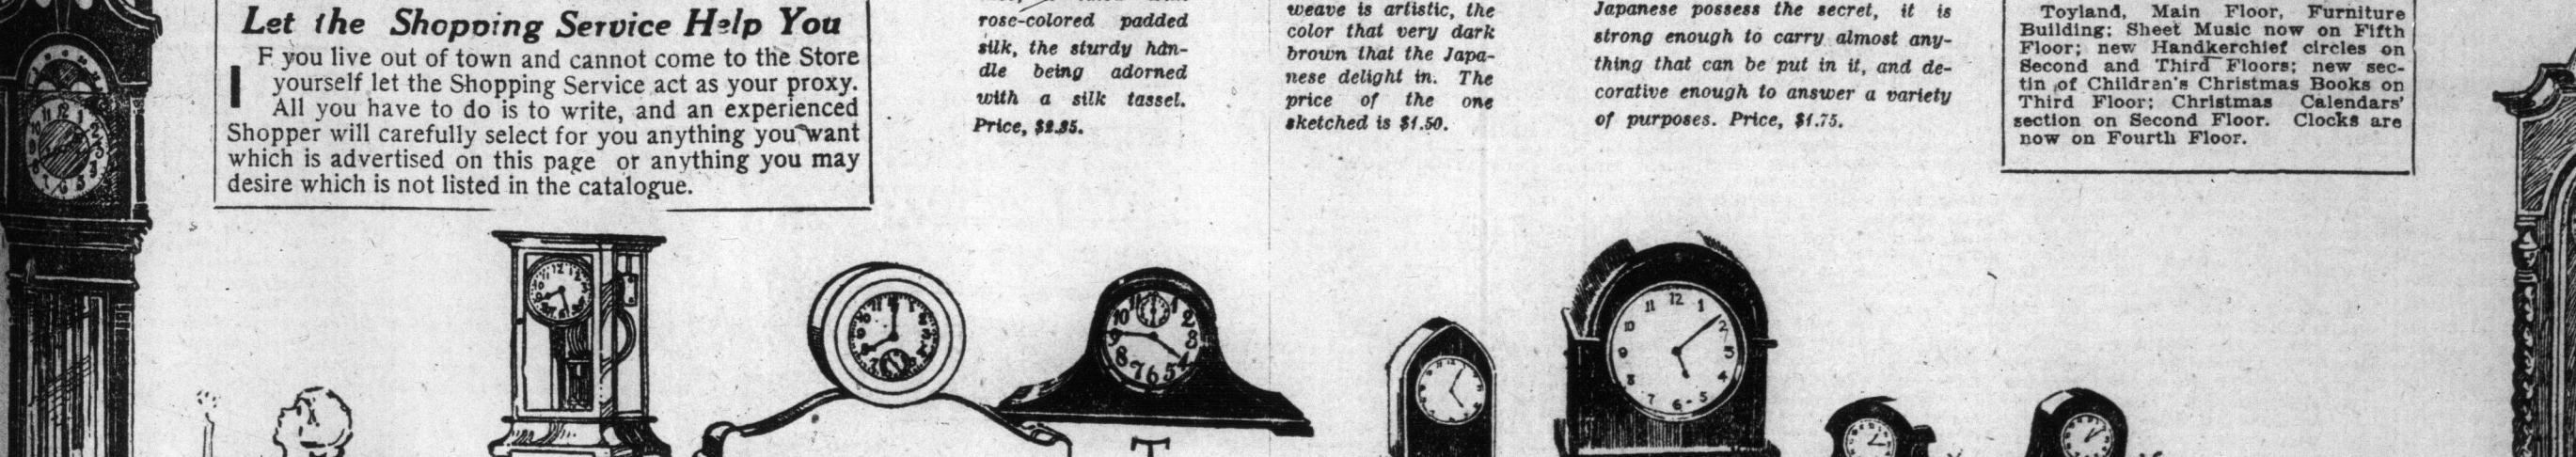 Let the Shopping Service Help You
IF you live out of town and cannot come to the Store
yourself let the Shopping Service act as your proxy.
All you have to do is to write, and an experienced
Shopper will carefully select for you anything you want
which is advertised on this page or anything you may
desire which is not listed in the catalogue.
rose-colored padded
silk, the sturdy han-
dle being adorned
with a silk tassel.
Price, $2.95.
weave is artistic, the
color that very dark
brown that the Japa-
nese delight in. The
price of the one
sketched is $1.50.
Japanese possess the secret, it is
strong enough to carry almost any-
thing that can be put in it, and de-
corative enough to answer a variety
of purposes. Price, $1.75.
Toyland, Main Floor, Furniture
Building; Sheet Music now on Fifth
Floor; new Handkerchief circles on
Second and Third Floors; new sec-
tin of Children's Christmas Books on
Third Floor; Christmas Calendars'
section on Second Floor. Clocks are
now on Fourth Floor.